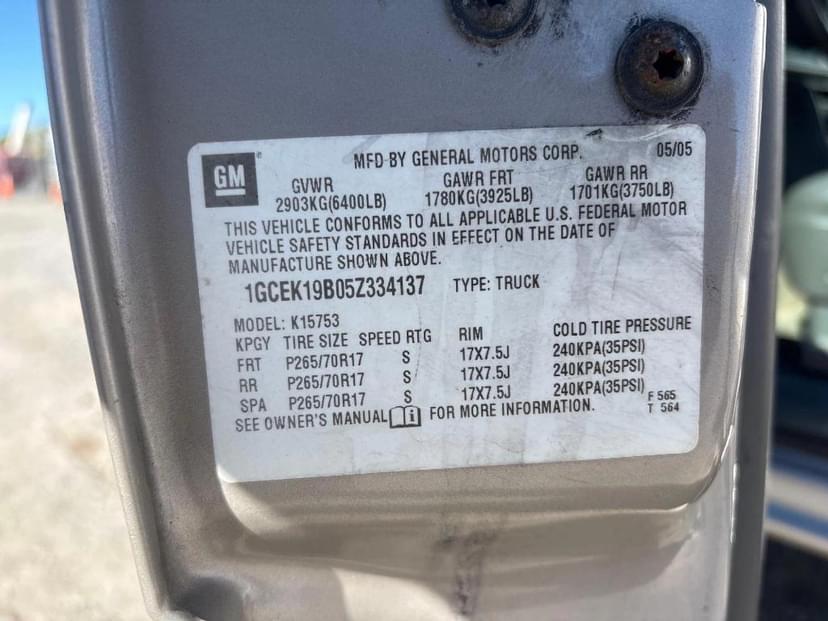 GM
MFD BY GENERAL MOTORS CORP. 05/05
GVWR GAWR FRT GAWR RR
2903KG(6400LB) 1780KG(3925LB) 1701KG(3750LB)
THIS VEHICLE CONFORMS TO ALL APPLICABLE U.S. FEDERAL MOTOR
VEHICLE SAFETY STANDARDS IN EFFECT ON THE DATE OF
MANUFACTURE SHOWN ABOVE.
1GCEK19B05Z334137 TYPE: TRUCK
MODEL: K15753
KPGY TIRE SIZE SPEED RTG RIM COLD TIRE PRESSURE
FRT P265/70R17 S 17X7.5J 240KPA(35PSI)
RR P265/70R17 S 17X7.5J 240KPA(35PSI)
SPA P265/70R17 S 17X7.5J 240KPA(35PSI) F 565
SEE OWNER'S MANUAL i FOR MORE INFORMATION. T 564